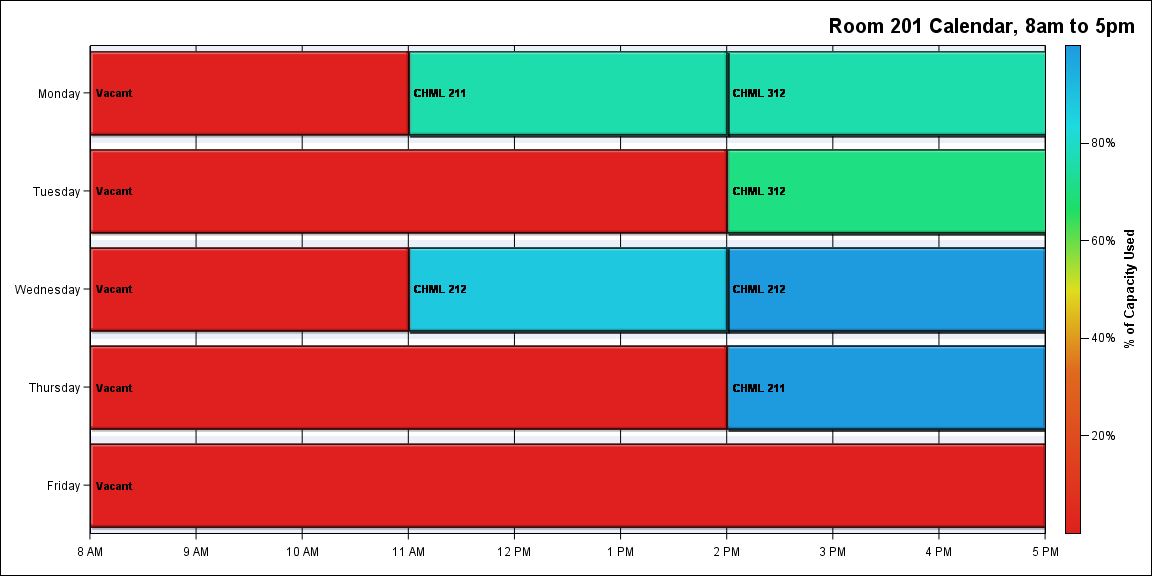 Room 201 Calendar, 8am to 5pm
Monday
Vacant
CHML 211
CHML 312
Tuesday
Vacant
CHML 312
Wednesday
Vacant
CHML 212
CHML 212
Thursday
Vacant
CHML 211
Friday
Vacant
8 AM
9 AM
10 AM
11 AM
12 PM
1 PM
2 PM
3 PM
4 PM
5 PM
80%
60%
40%
20%
% of Capacity Used